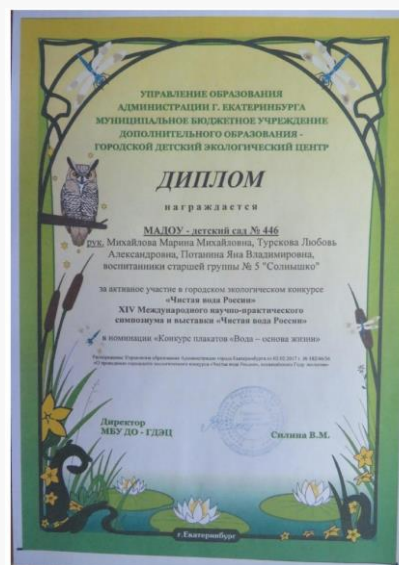 УПРАВЛЕНИЕ ОБРАЗОВАНИЯ
АДМИНИСТРАЦИИ Г. ЕКАТЕРИНБУРГА
МУНИЦИПАЛЬНОЕ БЮДЖЕТНОЕ УЧРЕЖДЕНИЕ
ДОПОЛНИТЕЛЬНОГО ОБРАЗОВАНИЯ -
ГОРОДСКОЙ ДЕТСКИЙ ЭКОЛОГИЧЕСКИЙ ЦЕНТР
ДИПЛОМ
награждается
МАДОУ - детский сад № 446
рук. Михайлова Марина Михайловна, Турскова Любовь
Александровна, Потанина Яна Владимировна,
воспитанники старшей группы № 5 "Солнышко"
за активное участие в городском экологическом конкурсе
«Чистая вода России»
XIV Международного научно-практического
симпозиума и выставки «Чистая вода России»
в номинации «Конкурс плакатов «Вода – основа жизни»
Директор
МБУ ДО - ГДЭЦ
Силина В.М.
г.Екатеринбург